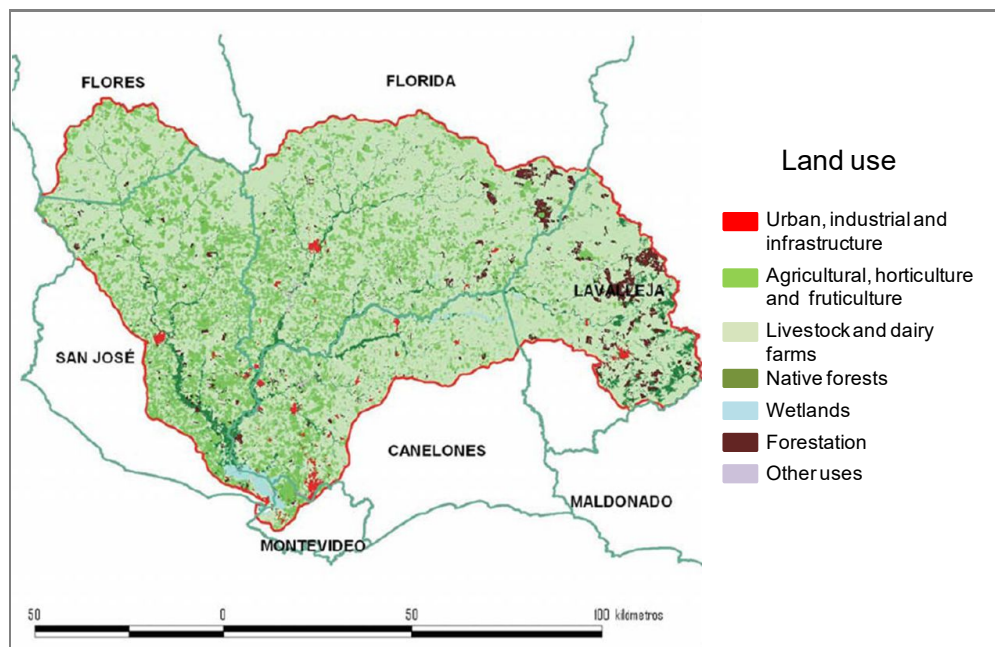 FLORES
FLORIDA
LAVALLEJA
SAN JOSÉ
CANELONES
MALDONADO
MONTEVIDEO
50 0 50 100 kilómetros
Land use
Urban, industrial and
infrastructure
Agricultural, horticulture
and fruticulture
Livestock and dairy
farms
Native forests
Wetlands
Forestation
Other uses